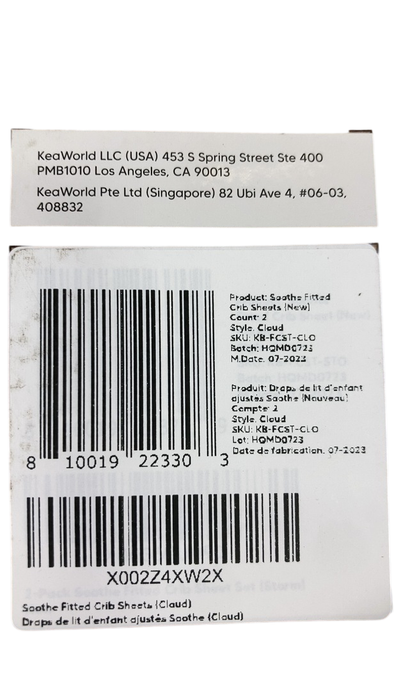 KeaWorld LLC (USA) 453 S Spring Street Ste 400
PMB1010 Los Angeles, CA 90013
KeaWorld Pte Ltd (Singapore) 82 Ubi Ave 4, #06-03,
408832
Product: Soothe Fitted
Crib Sheets (New)
Count: 2
Style: Cloud
SKU: KB-FCST-CLO
Batch: HQMD0723
M.Date: 07-2023
Produit: Draps de lit d'enfant
ajustés Soothe (Nouveau)
Compte: 2
Style: Cloud
SKU: KB-FCST-CLO
Lot: HQMD0723
Date de fabrication: 07-2023
8 10019 22330 3
X002Z4XW2X
Soothe Fitted Crib Sheets (Cloud)
Draps de lit d'enfant ajustés Soothe (Cloud)